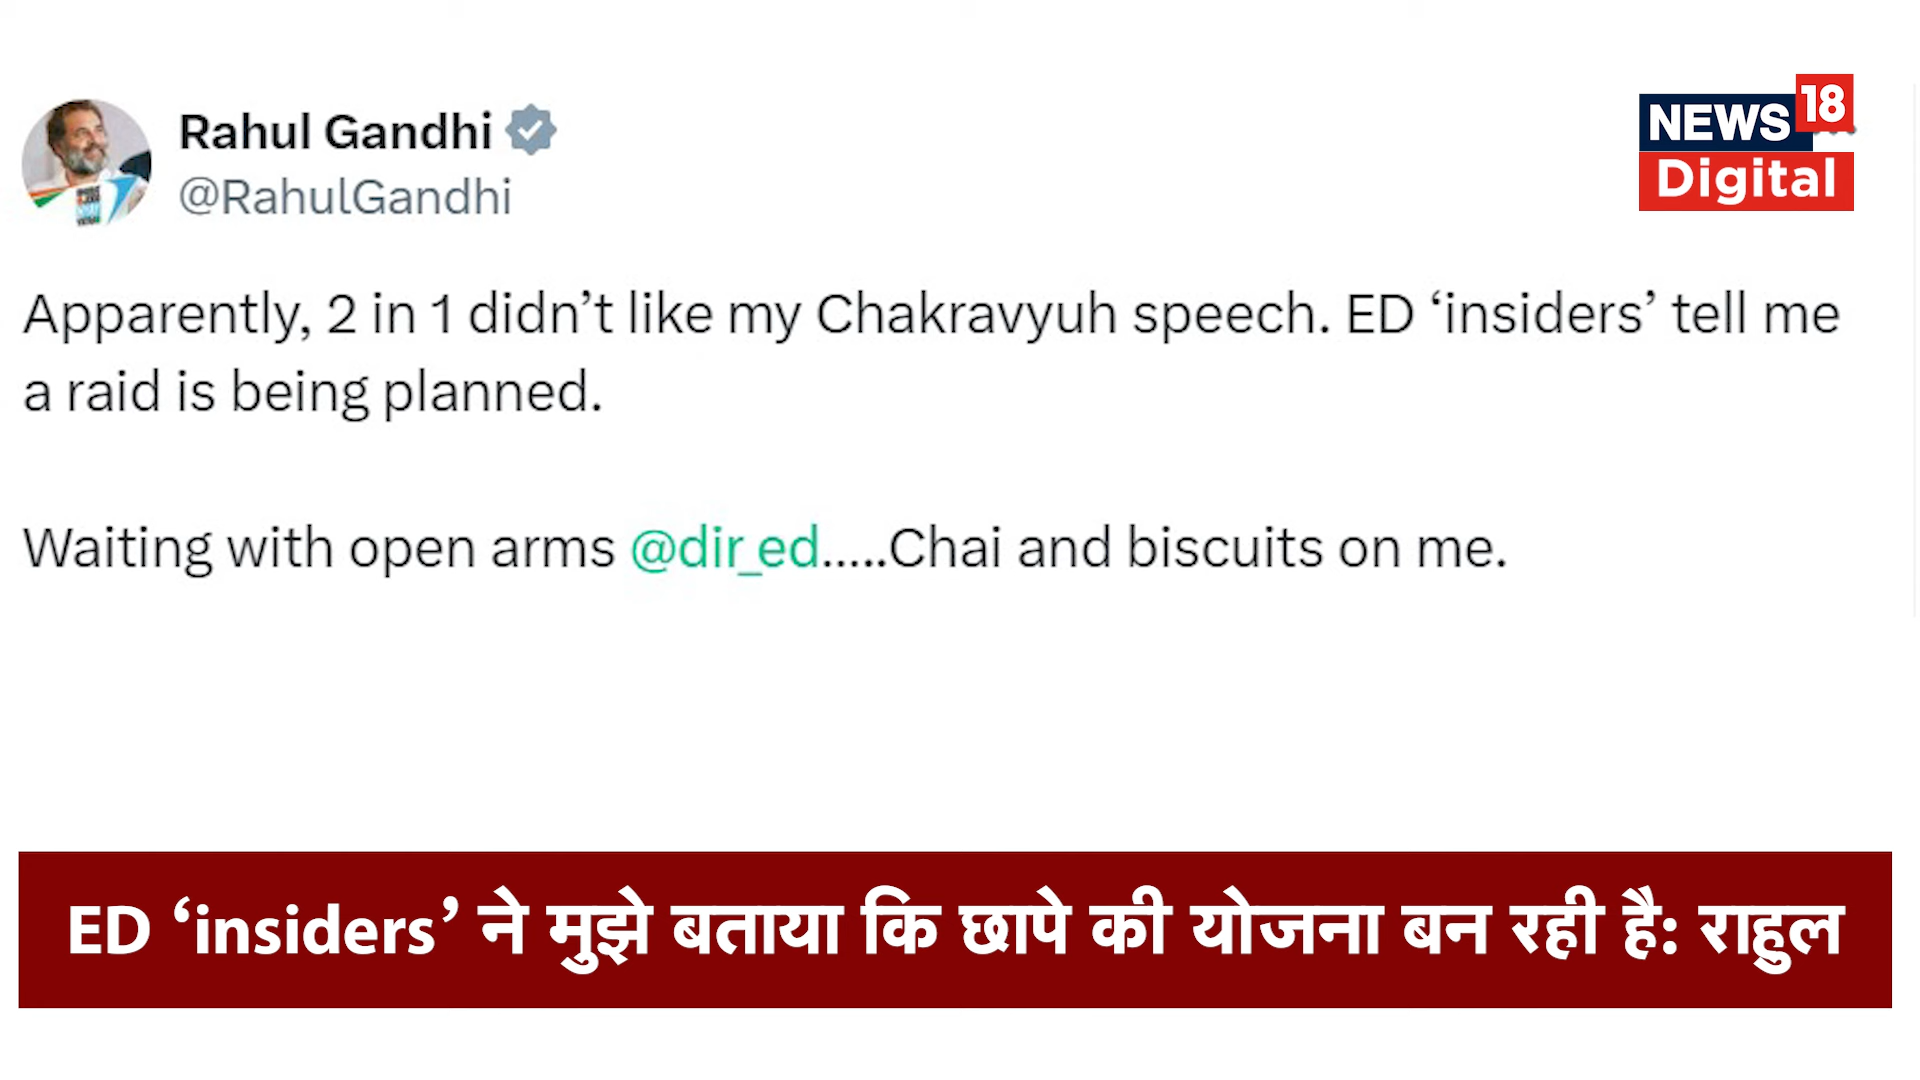 Rahul Gandhi
@RahulGandhi
NEWS 18
Digital
Apparently, 2 in 1 didn’t like my Chakravyuh speech. ED ‘insiders’ tell me
a raid is being planned.
Waiting with open arms @dir_ed.....Chai and biscuits on me.
ED ‘insiders’ ने मुझे बताया कि छापे की योजना बन रही है: राहुल